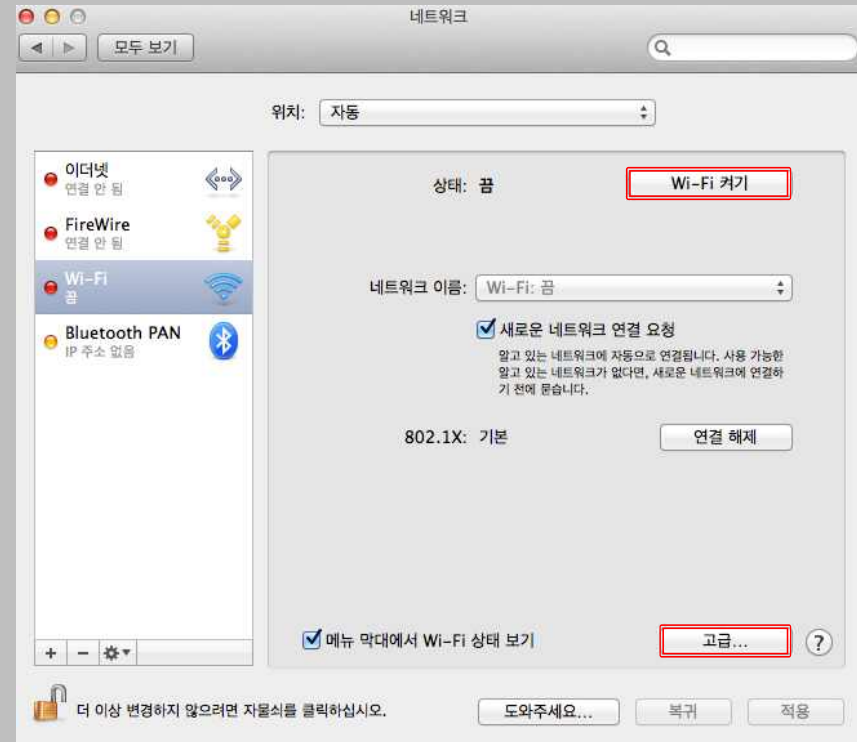 네트워크
모두 보기
위치: 자동
이더넷
연결 안 됨
FireWire
연결 안 됨
Wi-Fi
끔
Bluetooth PAN
IP 주소 없음
상태: 끔
Wi-Fi 켜기
네트워크 이름: Wi-Fi: 끔
새로운 네트워크 연결 요청
알고 있는 네트워크에 자동으로 연결됩니다. 사용 가능한
알고 있는 네트워크가 없다면, 새로운 네트워크에 연결하
기 전에 묻습니다.
802.1X: 기본
연결 해제
메뉴 막대에서 Wi-Fi 상태 보기
고급...
?
더 이상 변경하지 않으려면 자물쇠를 클릭하십시오.
도와주세요...
복귀
적용